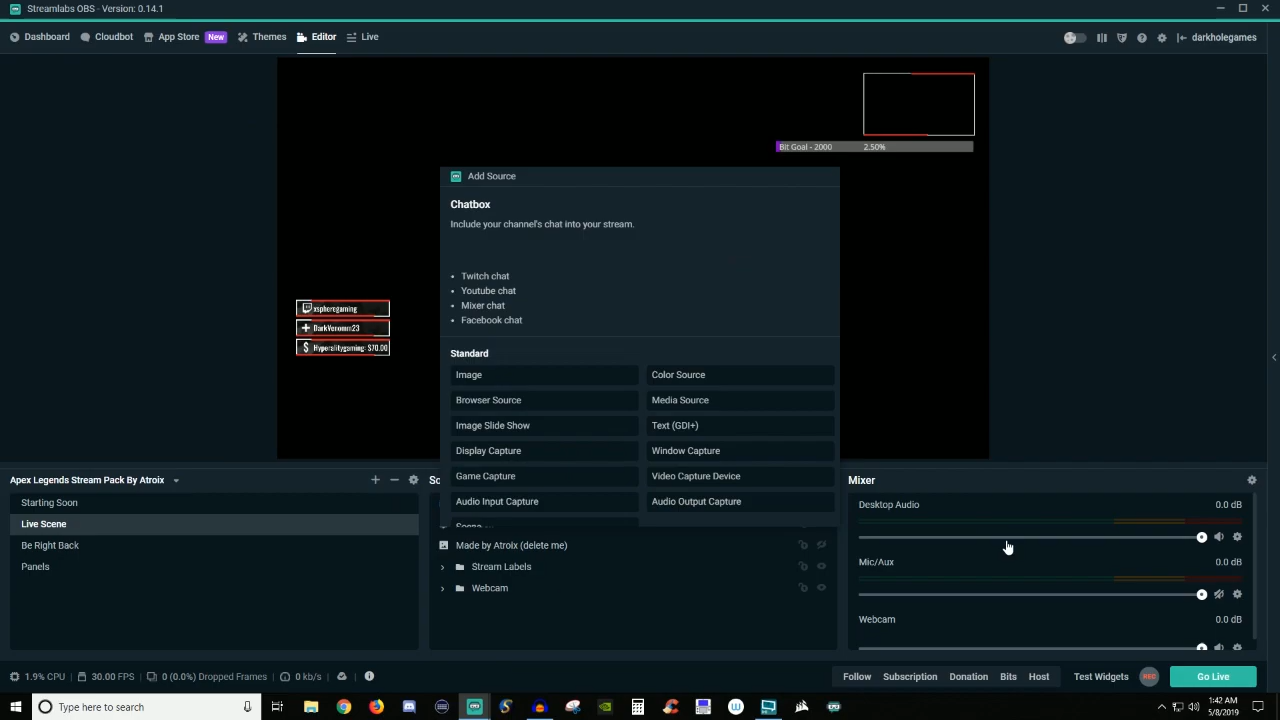 Streamlabs OBS - Version: 0.14.1
Dashboard Cloudbot App Store New Themes Editor Live darkholegames
Bit Goal - 2000 2.50%
Add Source
Chatbox
Include your channel's chat into your stream.
• Twitch chat
• Youtube chat
• Mixer chat
• Facebook chat
xspheregaming
DarkVenomm23
Hyperalitygaming: $70.00
Standard
Image Color Source
Browser Source Media Source
Image Slide Show Text (GDI+)
Display Capture Window Capture
Game Capture Video Capture Device
Audio Input Capture Audio Output Capture
Scene
Apex Legends Stream Pack By Atroix
Starting Soon
Live Scene
Be Right Back
Panels
So
Made by Atroix (delete me)
Stream Labels
Webcam
Mixer
Desktop Audio 0.0 dB
Mic/Aux 0.0 dB
Webcam 0.0 dB
1.9% CPU 30.00 FPS 0 (0.0%) Dropped Frames 0 kb/s
Follow Subscription Donation Bits Host Test Widgets REC Go Live
Type here to search
1:42 AM
5/8/2019